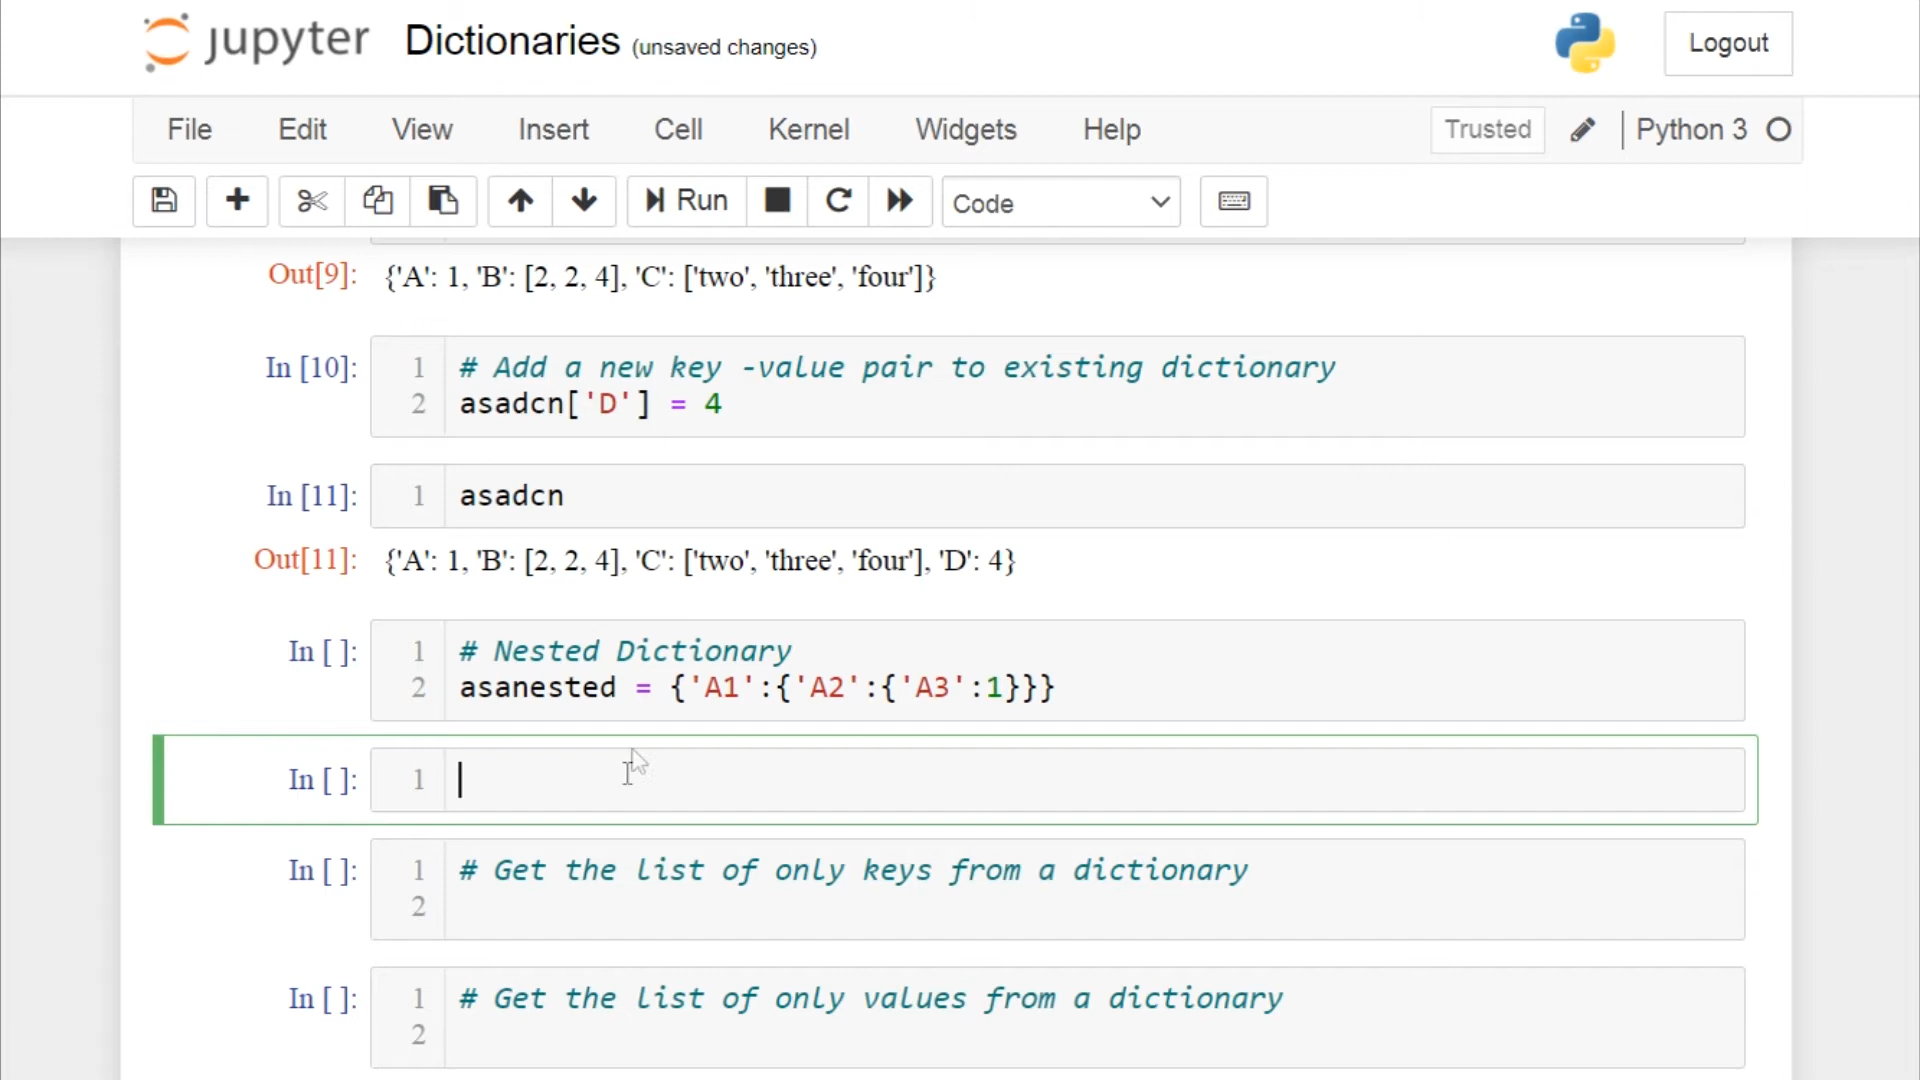 jupyter Dictionaries (unsaved changes) Logout
File Edit View Insert Cell Kernel Widgets Help Trusted Python 3
Run Code
Out[9]: {'A': 1, 'B': [2, 2, 4], 'C': ['two', 'three', 'four']}
In [10]: 1 # Add a new key -value pair to existing dictionary
2 asadcn['D'] = 4
In [11]: 1 asadcn
Out[11]: {'A': 1, 'B': [2, 2, 4], 'C': ['two', 'three', 'four'], 'D': 4}
In [ ]: 1 # Nested Dictionary
2 asanested = {'A1':{'A2':{'A3':1}}}
In [ ]: 1
In [ ]: 1 # Get the list of only keys from a dictionary
2
In [ ]: 1 # Get the list of only values from a dictionary
2